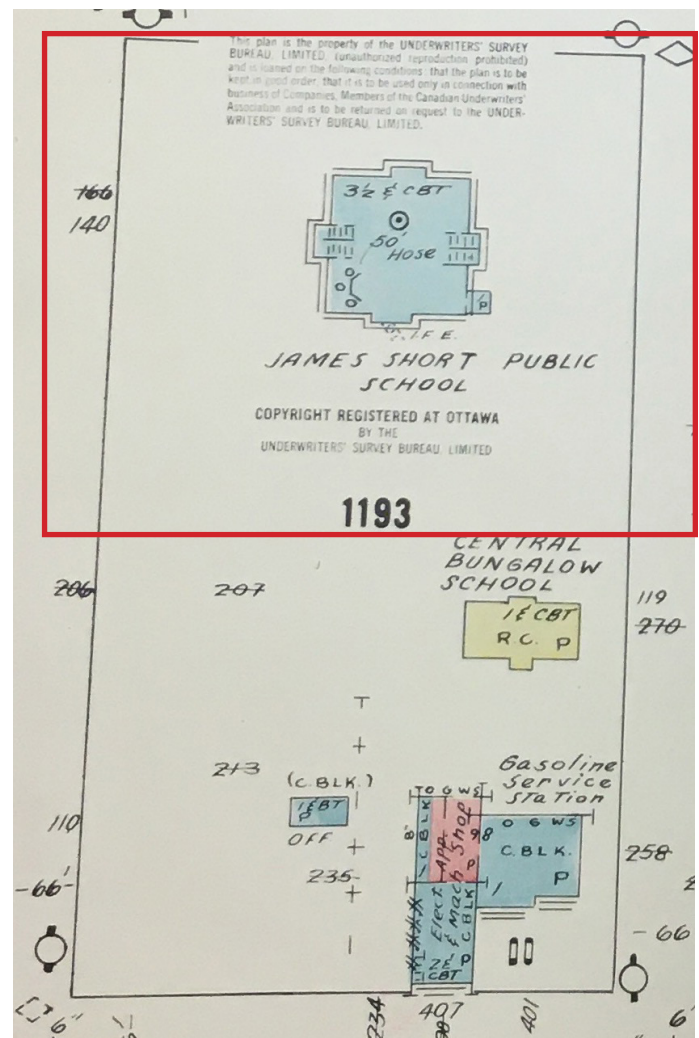 This plan is the property of the UNDERWRITERS' SURVEY
BUREAU, LIMITED, (unauthorized reproduction prohibited)
and is loaned on the following conditions: that the plan is to be
kept in good order, that it is to be used only in connection with
business of Companies, Members of the Canadian Underwriters'
Association and is to be returned on request to the UNDER-
WRITERS' SURVEY BUREAU, LIMITED.
166
140
3½ & CBT
50'
HOSE
P
I.F.E.
JAMES SHORT PUBLIC
SCHOOL
COPYRIGHT REGISTERED AT OTTAWA
BY THE
UNDERWRITERS' SURVEY BUREAU, LIMITED
1193
CENTRAL
BUNGALOW
SCHOOL
206
207
119
270
1 & CBT
R.C. P
213
(C. BLK.)
1 & BT
P
OFF
110
Gasoline
Service
Station
TO G WS
8"
1 C BLK
APP.
Shop
98
P
O G WS
C. BLK.
P
1
258
235
-66'-
Elect.
& Mach
C BLK
2 & P
CBT
- 66
6"
234
407
401
6'